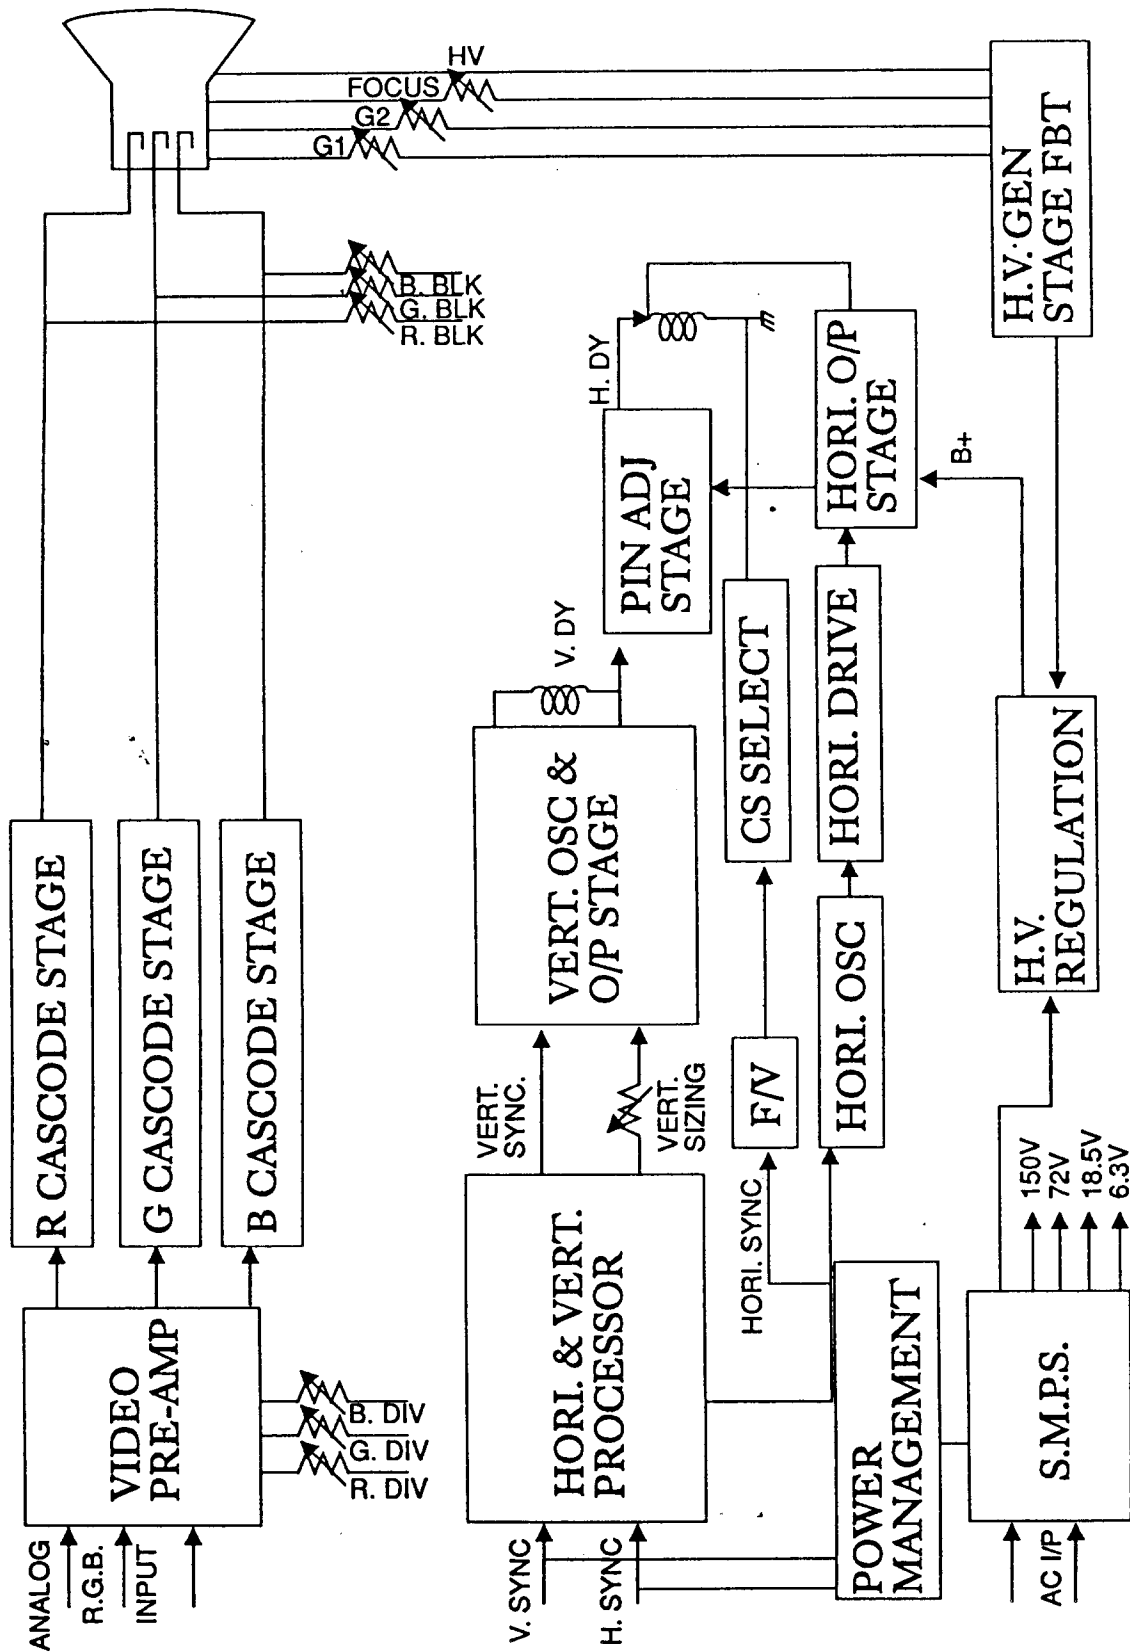 ANALOG
R.G.B.
INPUT
VIDEO
PRE-AMP
R. DIV
G. DIV
B. DIV
R CASCODE STAGE
G CASCODE STAGE
B CASCODE STAGE
R. BLK
G. BLK
B. BLK
G1
G2
FOCUS
HV
V. SYNC
H. SYNC
HORI. & VERT.
PROCESSOR
VERT.
SYNC.
VERT.
SIZING
VERT. OSC &
O/P STAGE
V. DY
PIN ADJ
STAGE
H. DY
HORI. SYNC
F/V
CS SELECT
HORI. OSC
HORI. DRIVE
HORI. O/P
STAGE
B+
POWER
MANAGEMENT
AC I/P
S.M.P.S.
150V
72V
18.5V
6.3V
H.V.
REGULATION
H.V. GEN
STAGE FBT